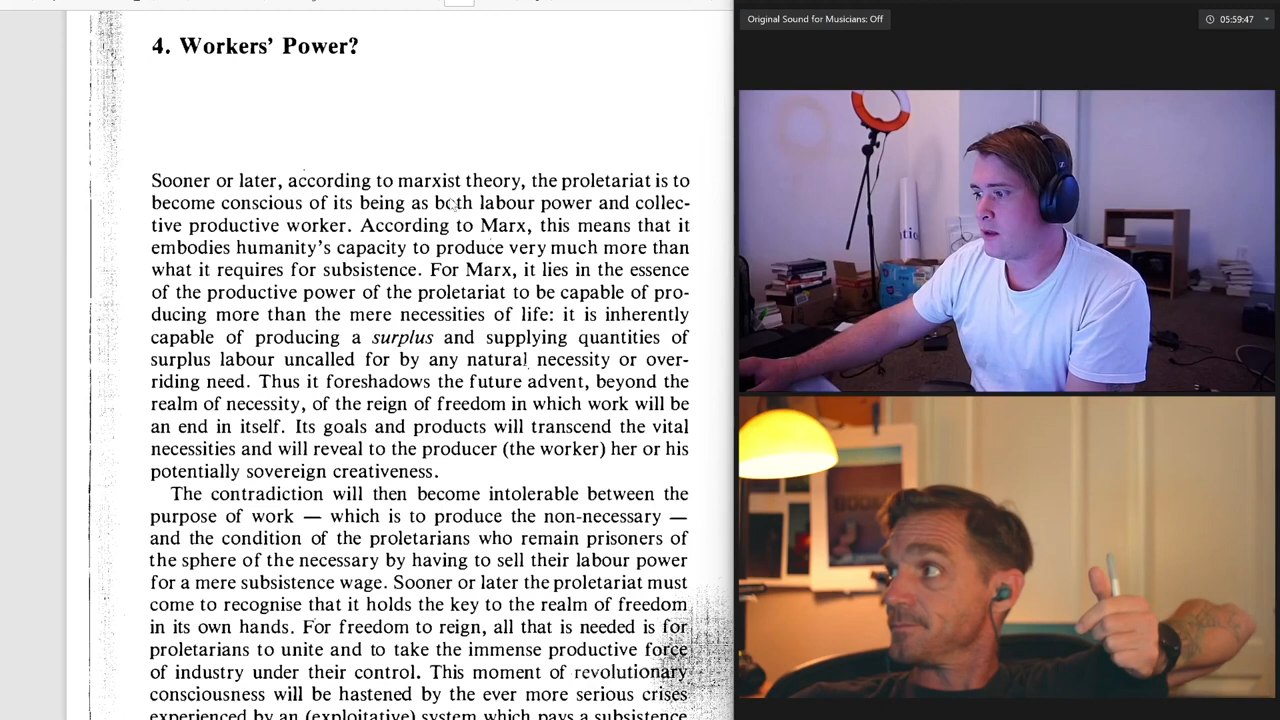 4. Workers' Power?
Sooner or later, according to marxist theory, the proletariat is to
become conscious of its being as both labour power and collec-
tive productive worker. According to Marx, this means that it
embodies humanity's capacity to produce very much more than
what it requires for subsistence. For Marx, it lies in the essence
of the productive power of the proletariat to be capable of pro-
ducing more than the mere necessities of life: it is inherently
capable of producing a surplus and supplying quantities of
surplus labour uncalled for by any natural necessity or over-
riding need. Thus it foreshadows the future advent, beyond the
realm of necessity, of the reign of freedom in which work will be
an end in itself. Its goals and products will transcend the vital
necessities and will reveal to the producer (the worker) her or his
potentially sovereign creativeness.
The contradiction will then become intolerable between the
purpose of work — which is to produce the non-necessary —
and the condition of the proletarians who remain prisoners of
the sphere of the necessary by having to sell their labour power
for a mere subsistence wage. Sooner or later the proletariat must
come to recognise that it holds the key to the realm of freedom
in its own hands. For freedom to reign, all that is needed is for
proletarians to unite and to take the immense productive force
of industry under their control. This moment of revolutionary
consciousness will be hastened by the ever more serious crises
experienced by an (exploitative) system which pays a subsistence
Original Sound for Musicians: Off
05:59:47